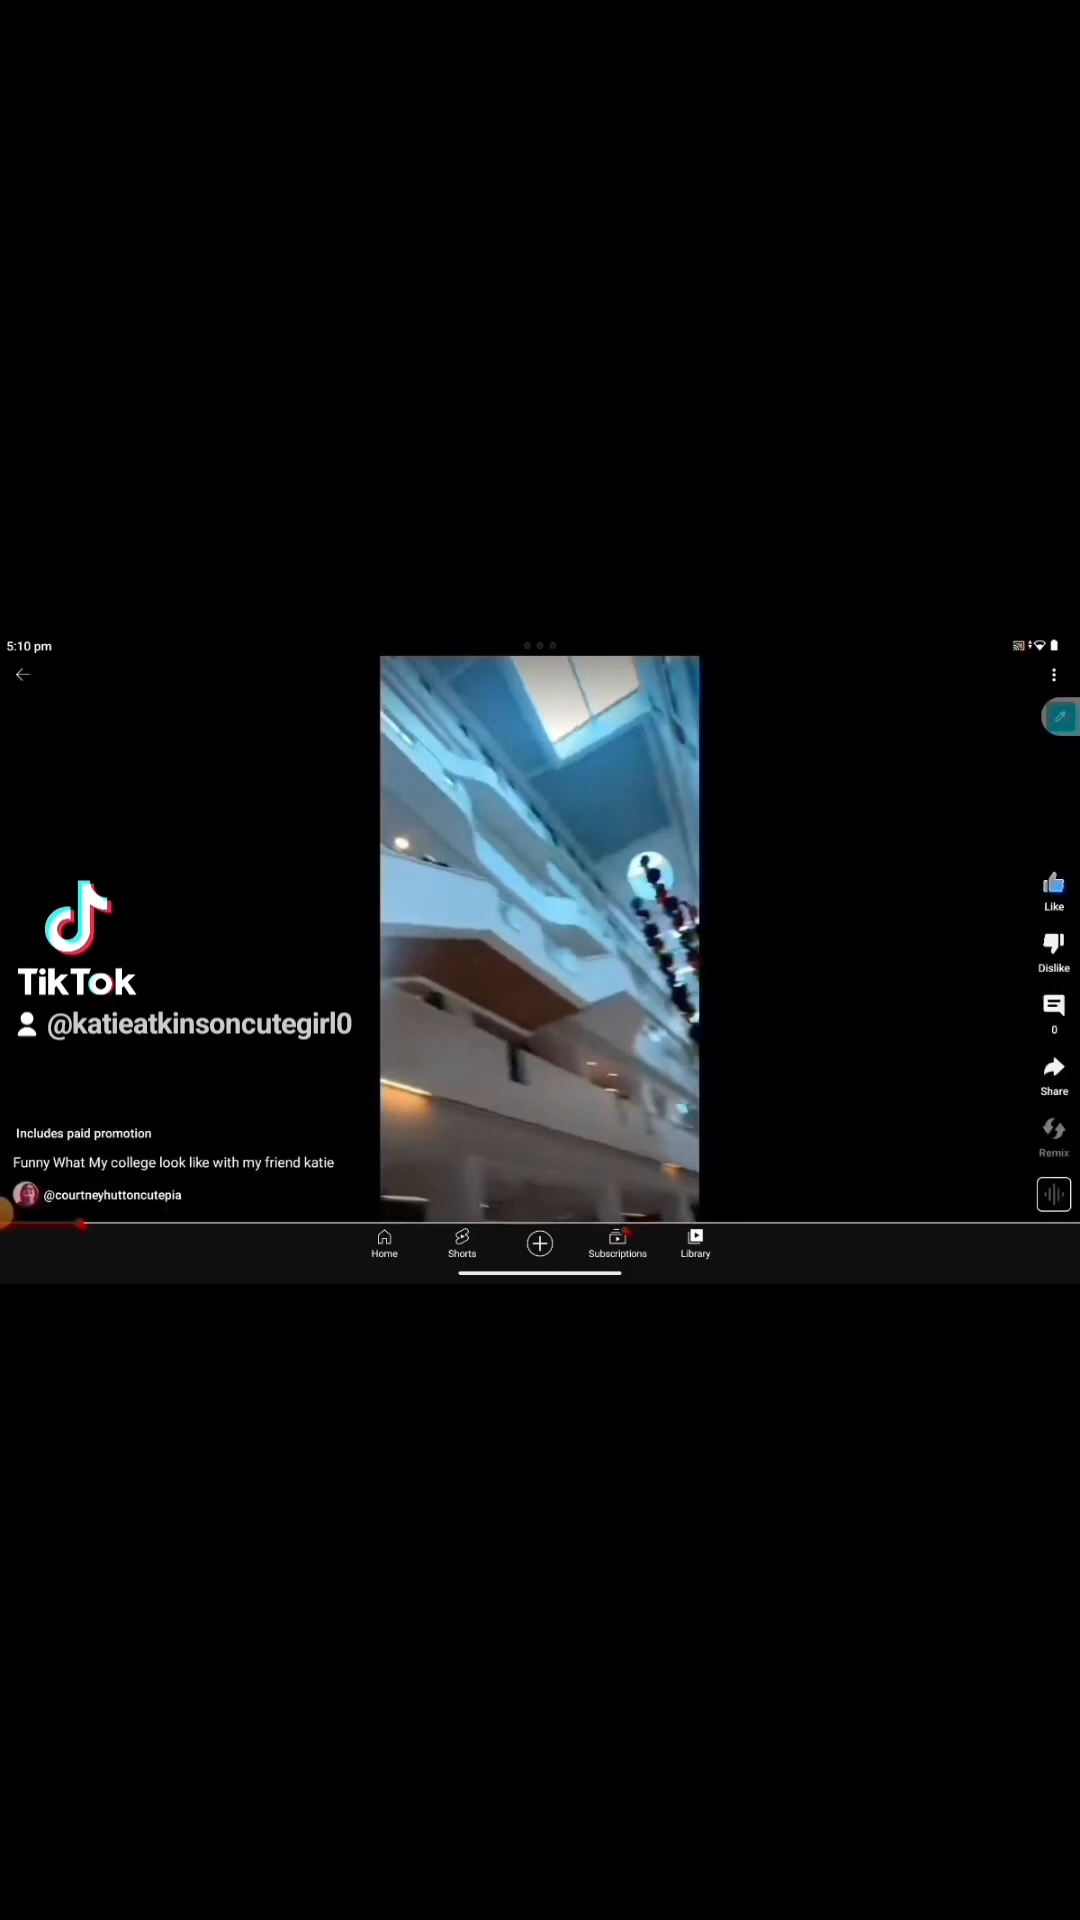 5:10 pm
TikTok
@katieatkinsoncutegirl0
Like
Dislike
0
Share
Remix
Includes paid promotion
Funny What My college look like with my friend katie
@courtneyhuttoncutepia
Home
Shorts
Subscriptions
Library